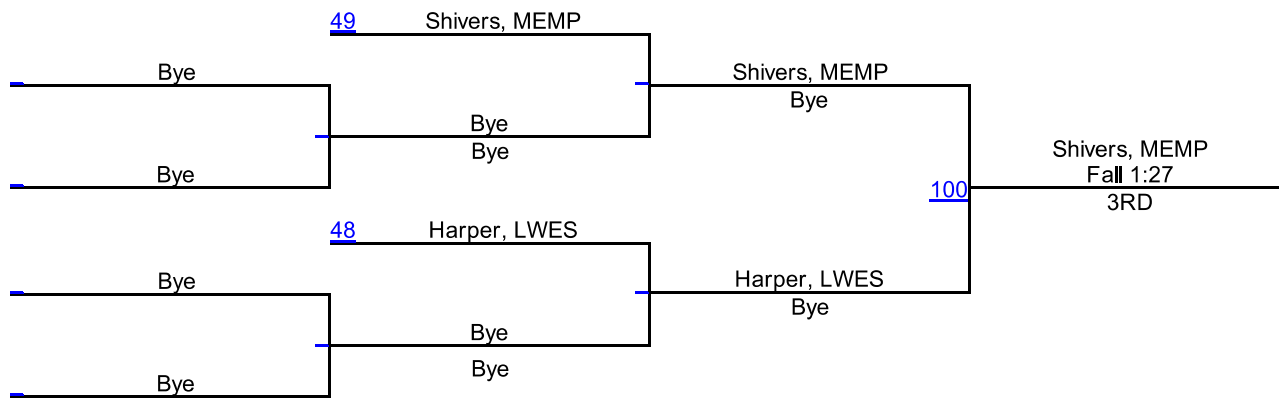 49 Shivers, MEMP
Bye
Shivers, MEMP
Bye
Bye
Bye
Shivers, MEMP
Fall 1:27
Bye
100
3RD
48 Harper, LWES
Bye
Harper, LWES
Bye
Bye
Bye
Bye